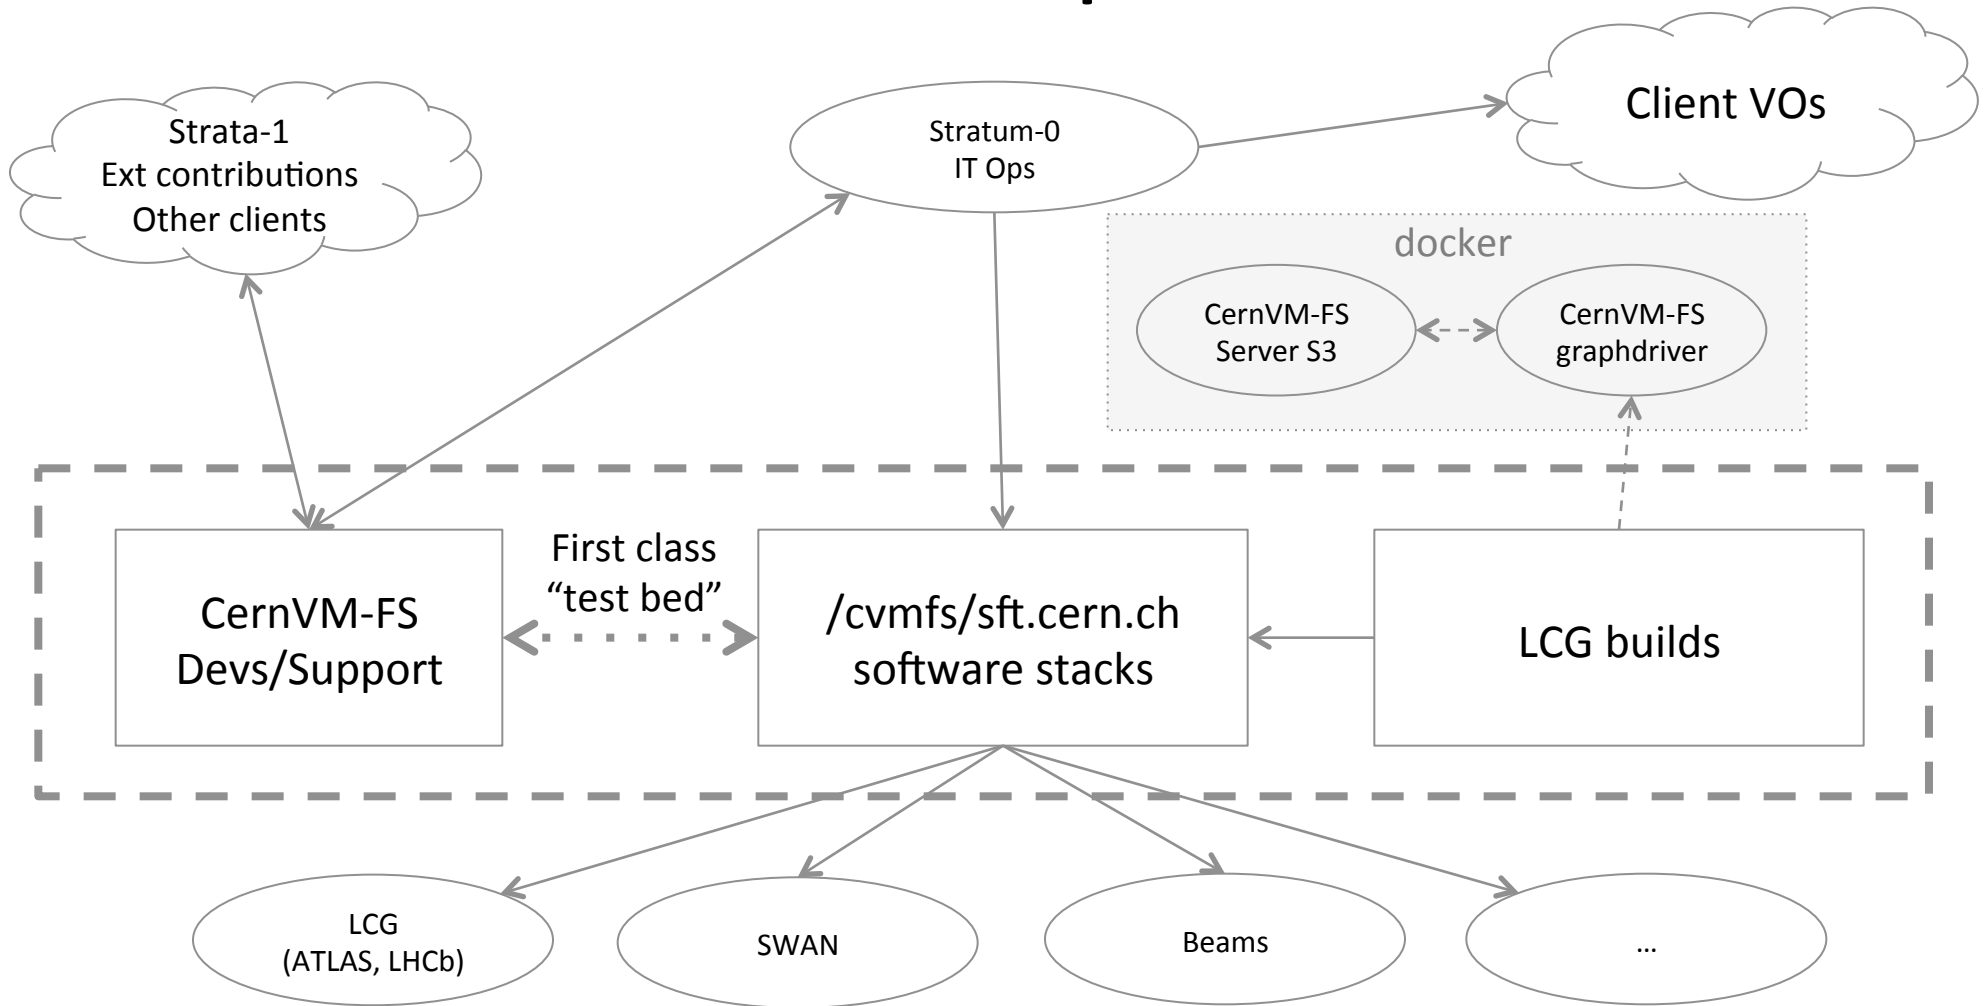 Strata-1
Ext contributions
Other clients
Stratum-0
IT Ops
Client VOs
docker
CernVM-FS
Server S3
CernVM-FS
graphdriver
CernVM-FS
Devs/Support
First class
“test bed”
/cvmfs/sft.cern.ch
software stacks
LCG builds
LCG
(ATLAS, LHCb)
SWAN
Beams
...